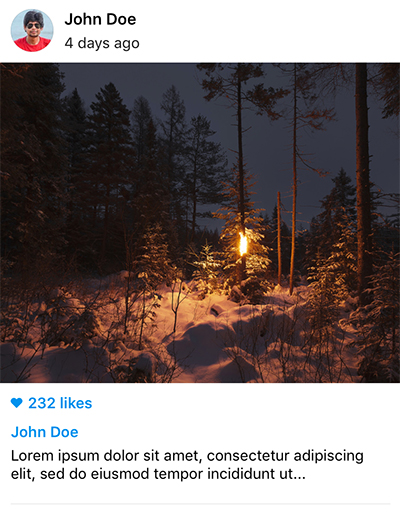 John Doe
4 days ago
232 likes
John Doe
Lorem ipsum dolor sit amet, consectetur adipiscing
elit, sed do eiusmod tempor incididunt ut...